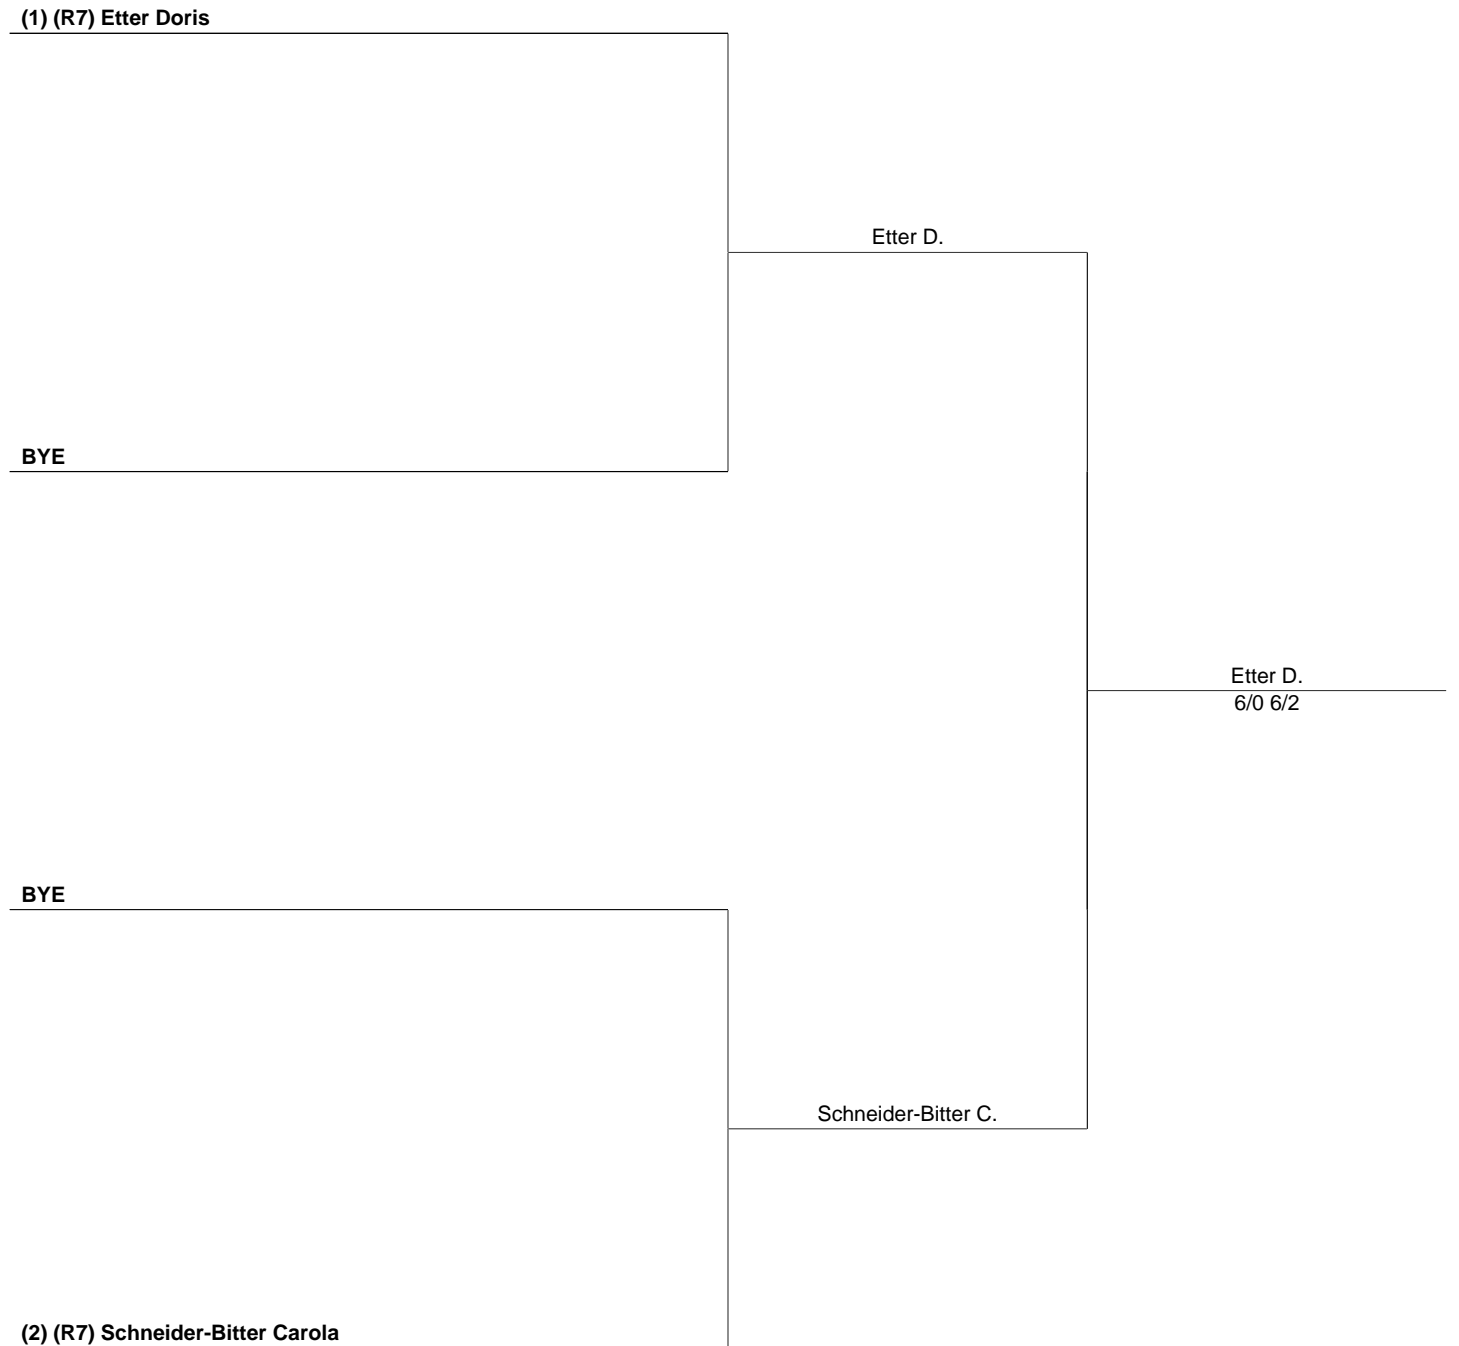 (1) (R7) Etter Doris
Etter D.
BYE
Etter D.
6/0 6/2
BYE
Schneider-Bitter C.
(2) (R7) Schneider-Bitter Carola